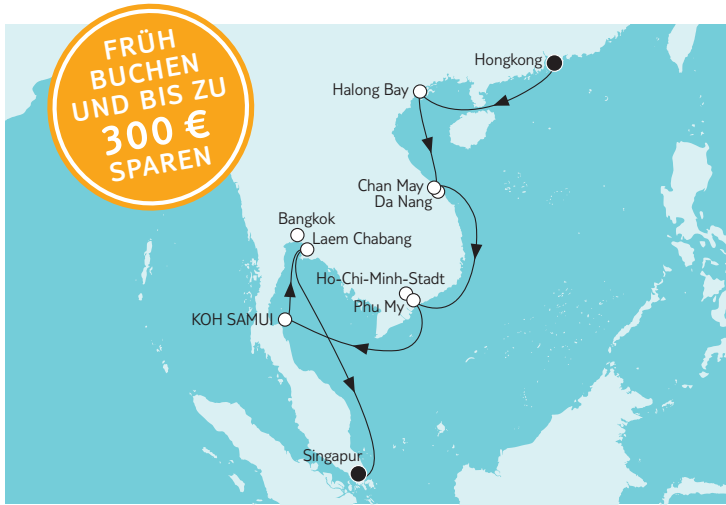 FRÜH
BUCHEN
UND BIS ZU
300 €
SPAREN
Hongkong
Halong Bay
Chan May
Da Nang
Bangkok
Laem Chabang
Ho-Chi-Minh-Stadt
Phu My
KOH SAMUI
Singapur